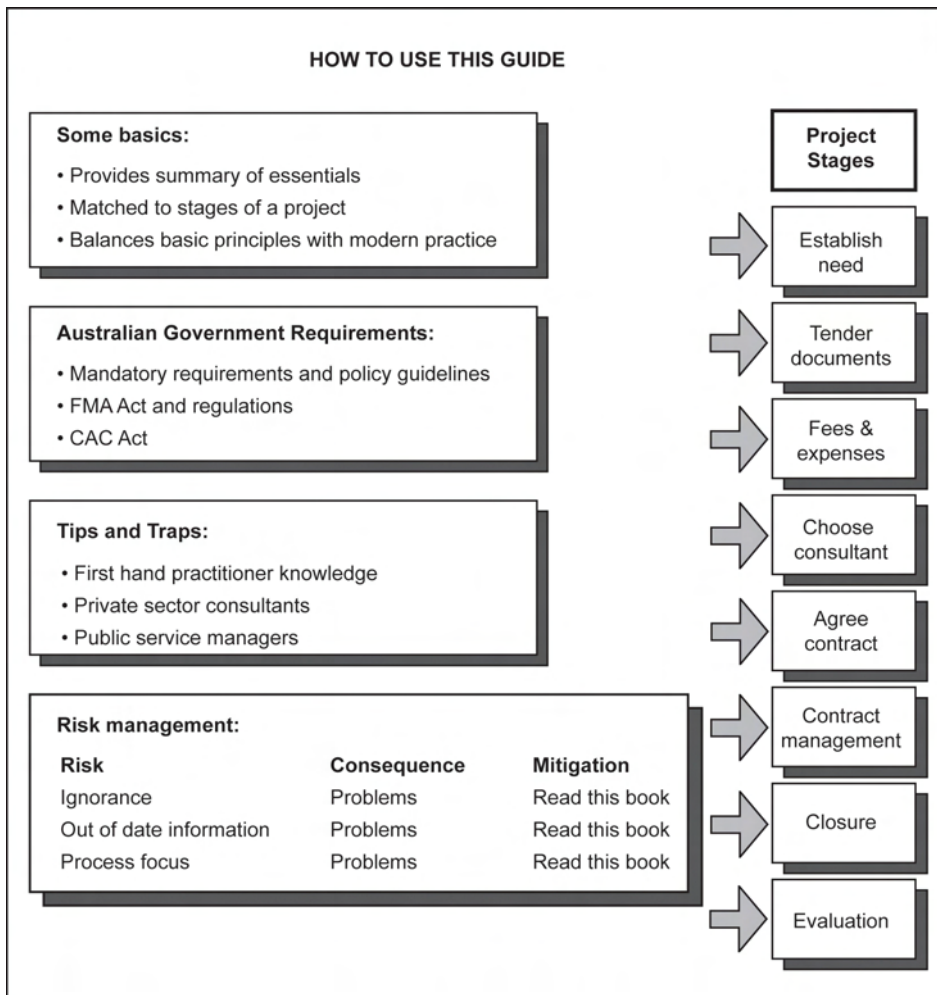 HOW TO USE THIS GUIDE
Some basics:
• Provides summary of essentials
• Matched to stages of a project
• Balances basic principles with modern practice
Australian Government Requirements:
• Mandatory requirements and policy guidelines
• FMA Act and regulations
• CAC Act
Tips and Traps:
• First hand practitioner knowledge
• Private sector consultants
• Public service managers
Risk management:
Risk Consequence Mitigation
Ignorance Problems Read this book
Out of date information Problems Read this book
Process focus Problems Read this book
Project
Stages
Establish
need
Tender
documents
Fees &
expenses
Choose
consultant
Agree
contract
Contract
management
Closure
Evaluation